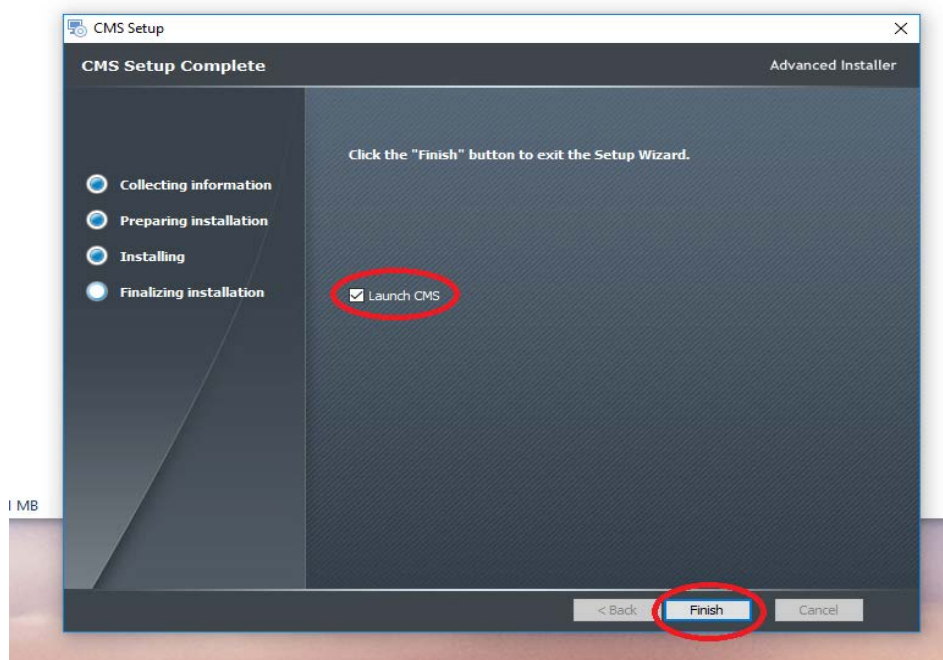 CMS Setup
CMS Setup Complete
Advanced Installer
Click the "Finish" button to exit the Setup Wizard.
Collecting information
Preparing installation
Installing
Finalizing installation
Launch CMS
MB
< Back
Finish
Cancel